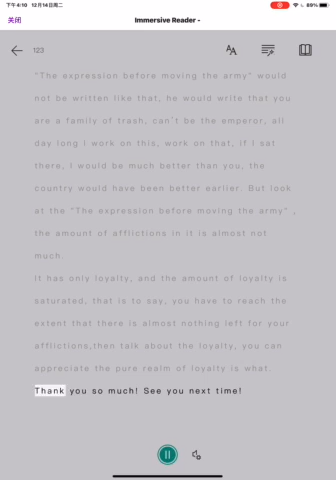 下午4:10 12月14日周二
89%
关闭
Immersive Reader
123
AA
"The expression before moving the army" would
not be written like that, he would write that you
are a family of trash, can't be the emperor, all
day long I work on this, work on that, if I sat
there, I would be much better than you, the
country would have been better earlier. But look
at the "The expression before moving the army" ,
the amount of afflictions in it is almost not
much.
It has only loyalty, and the amount of loyalty is
saturated, that is to say, you have to reach the
extent that there is almost nothing left for your
afflictions,then talk about the loyalty, you can
appreciate the pure realm of loyalty is what.
Thank you so much! See you next time!